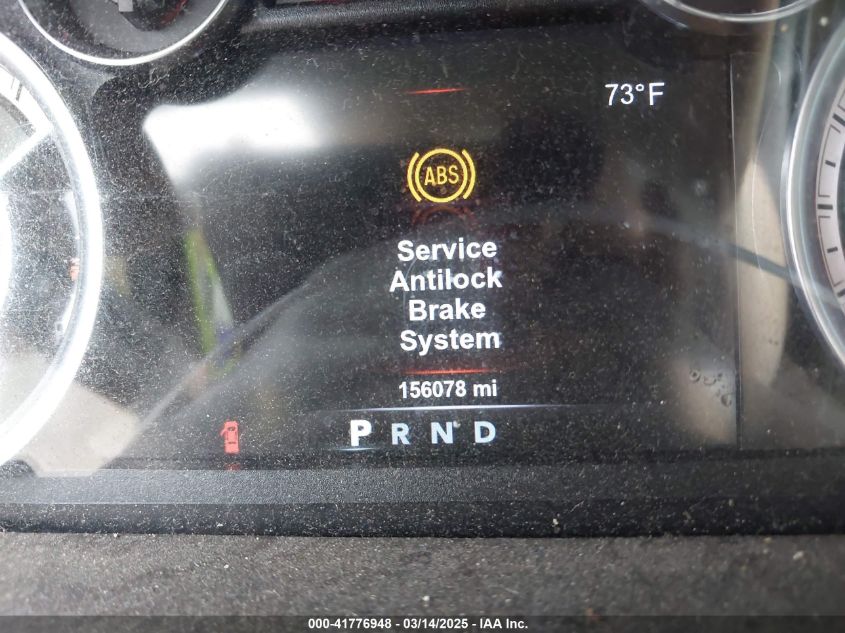 73°F
ABS
Service
Antilock
Brake
System
156078 mi
P R N D
000-41776948 - 03/14/2025 - IAA Inc.